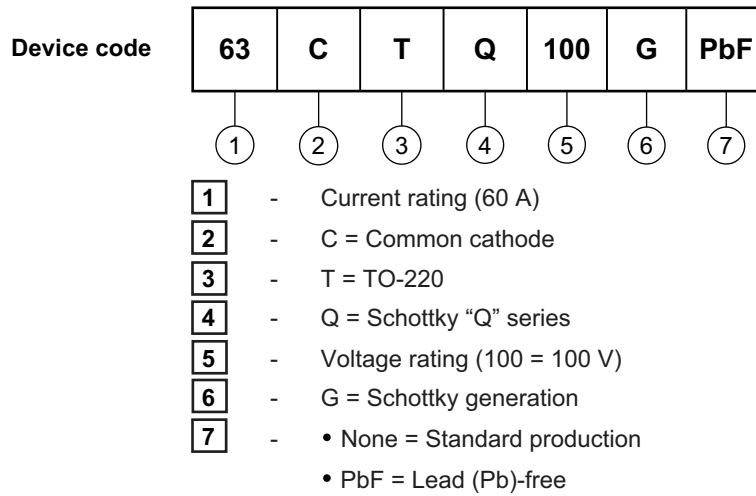 Device code 63 C T Q 100 G PbF
1 2 3 4 5 6 7
1 - Current rating (60 A)
2 - C = Common cathode
3 - T = TO-220
4 - Q = Schottky “Q” series
5 - Voltage rating (100 = 100 V)
6 - G = Schottky generation
7 - • None = Standard production
• PbF = Lead (Pb)-free